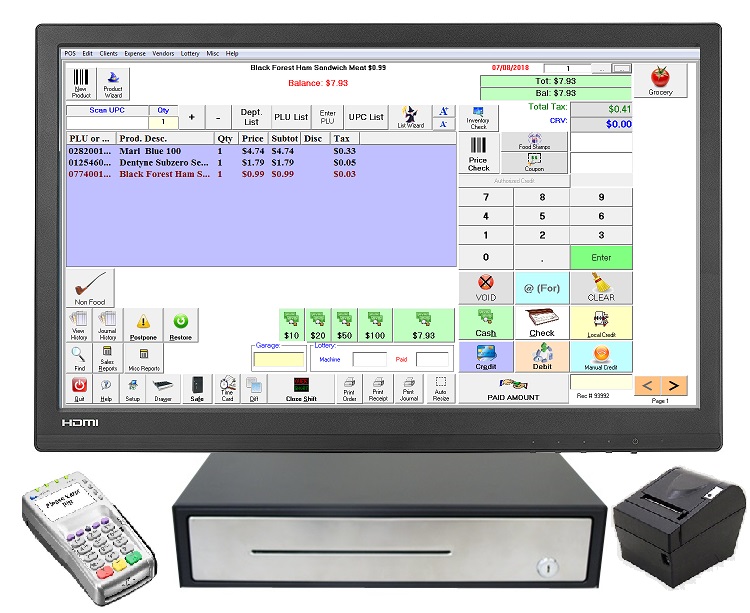 POS Edit Clients Expense Vendors Lottery Misc Help
Black Forest Ham Sandwich Meat $0.99
07/08/2018
1
...
...
Balance: $7.93
Tot: $7.93
Bal: $7.93
New Product
Product Wizard
Grocery
Scan UPC
Qty
1
+
-
Dept. List
PLU List
Enter PLU
UPC List
List Wizard
A
A
Inventory Check
Total Tax:
$0.41
CRV:
$0.00
PLU or ... Prod. Desc. Qty Price Subtot Disc Tax
0282001... Mari Blue 100 1 $4.74 $4.74 $0.33
0125460... Dentyne Subzero Se... 1 $1.79 $1.79 $0.05
0774001... Black Forest Ham S... 1 $0.99 $0.99 $0.03
Price Check
Food Stamps
Coupon
Authorized Credit
7 8 9
4 5 6
1 2 3
0 . Enter
Non Food
VOID
@ (For)
CLEAR
View History
Journal History
Postpone
Restore
$10
$20
$50
$100
$7.93
Cash
Check
Local Credit
Find
Sales Reports
Misc Reports
Garage:
Lottery:
Machine
Paid
Credit
Debit
Manual Credit
Quit
Help
Setup
Drawer
Safe
Time Card
Gift
Close Shift
Print Order
Print Receipt
Print Journal
Auto Resize
PAID AMOUNT
Rec # 93992
<
>
Page 1
HDMI